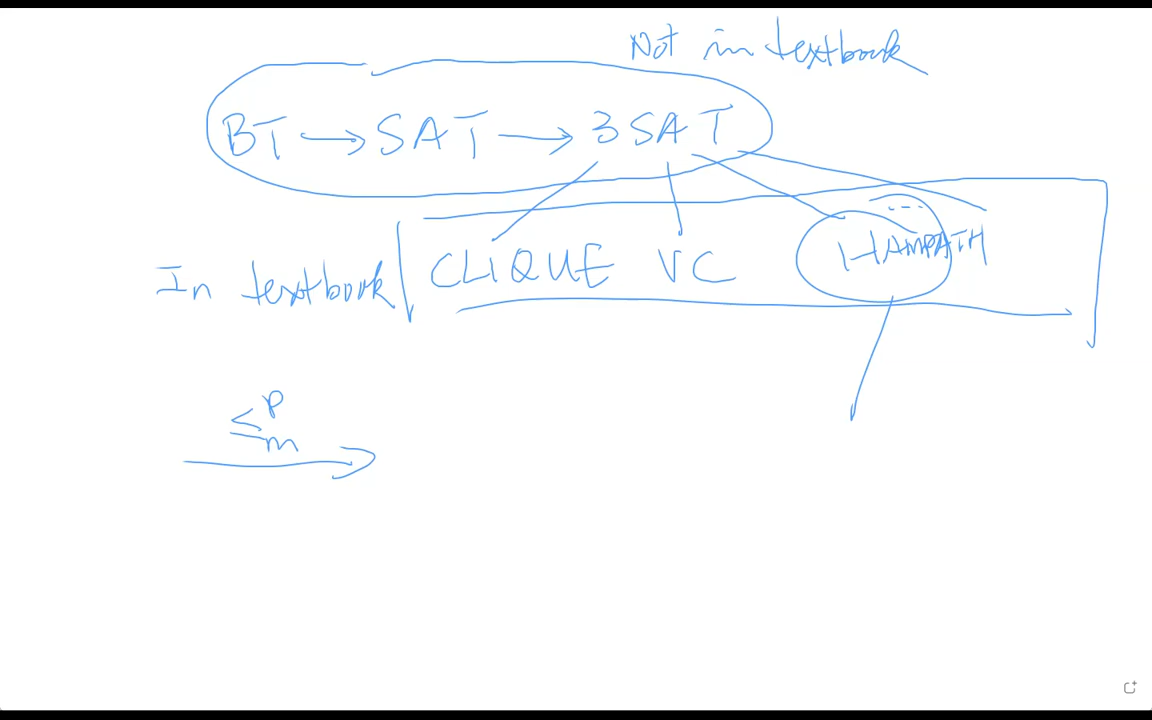 Not in textbook
BT → SAT → 3SAT
...
In textbook CLIQUE VC HAMPATH
≤ᵖₘ